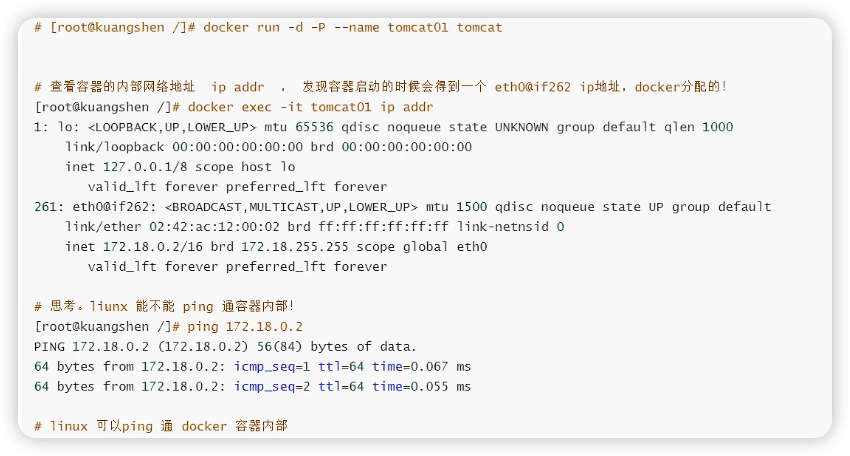 # [root@kuangshen /]# docker run -d -P --name tomcat01 tomcat
# 查看容器的内部网络地址  ip addr  ， 发现容器启动的时候会得到一个 eth0@if262 ip地址，docker分配的！
[root@kuangshen /]# docker exec -it tomcat01 ip addr
1: lo: <LOOPBACK,UP,LOWER_UP> mtu 65536 qdisc noqueue state UNKNOWN group default qlen 1000
    link/loopback 00:00:00:00:00:00 brd 00:00:00:00:00:00
    inet 127.0.0.1/8 scope host lo
       valid_lft forever preferred_lft forever
261: eth0@if262: <BROADCAST,MULTICAST,UP,LOWER_UP> mtu 1500 qdisc noqueue state UP group default
    link/ether 02:42:ac:12:00:02 brd ff:ff:ff:ff:ff:ff link-netnsid 0
    inet 172.18.0.2/16 brd 172.18.255.255 scope global eth0
       valid_lft forever preferred_lft forever
# 思考。liunx 能不能 ping 通容器内部！
[root@kuangshen /]# ping 172.18.0.2
PING 172.18.0.2 (172.18.0.2) 56(84) bytes of data.
64 bytes from 172.18.0.2: icmp_seq=1 ttl=64 time=0.067 ms
64 bytes from 172.18.0.2: icmp_seq=2 ttl=64 time=0.055 ms
# linux 可以ping 通 docker 容器内部